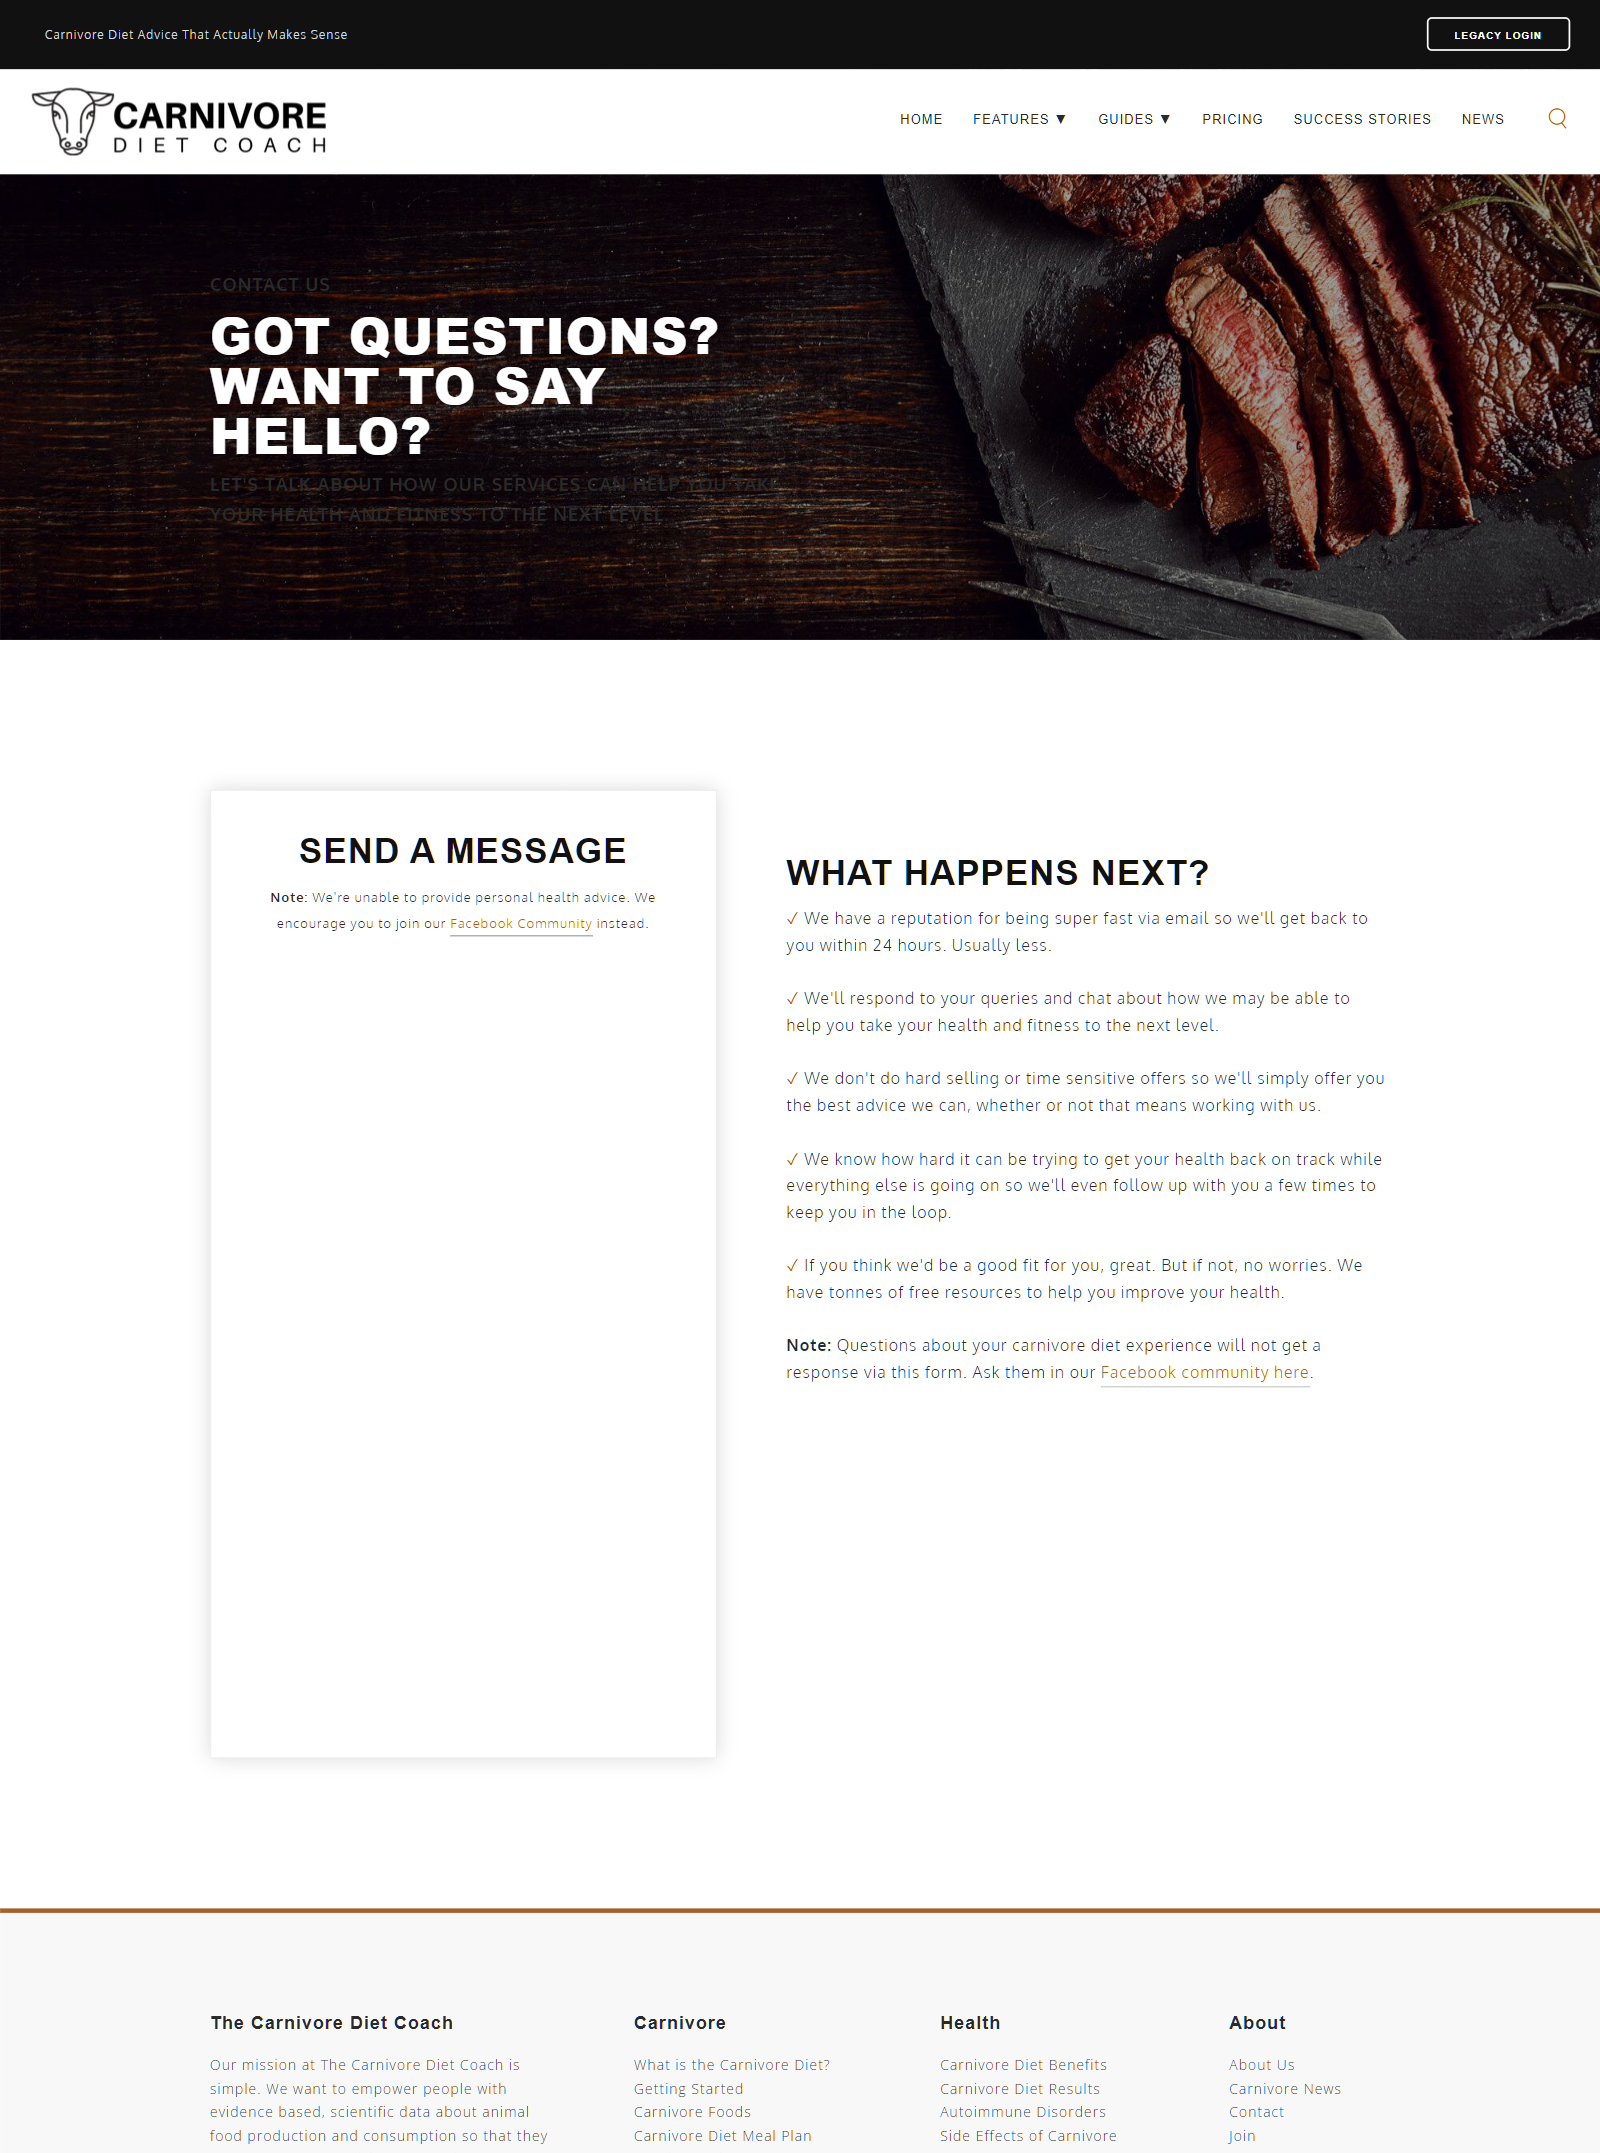 Carnivore Diet Advice That Actually Makes Sense
LEGACY LOGIN
CARNIVORE
DIET COACH
HOME
FEATURES ▼
GUIDES ▼
PRICING
SUCCESS STORIES
NEWS
CONTACT US
GOT QUESTIONS?
WANT TO SAY
HELLO?
LET'S TALK ABOUT HOW OUR SERVICES CAN HELP YOU TAKE
YOUR HEALTH AND FITNESS TO THE NEXT LEVEL
SEND A MESSAGE
Note: We're unable to provide personal health advice. We
encourage you to join our Facebook Community instead.
WHAT HAPPENS NEXT?
✓ We have a reputation for being super fast via email so we'll get back to
you within 24 hours. Usually less.
✓ We'll respond to your queries and chat about how we may be able to
help you take your health and fitness to the next level.
✓ We don't do hard selling or time sensitive offers so we'll simply offer you
the best advice we can, whether or not that means working with us.
✓ We know how hard it can be trying to get your health back on track while
everything else is going on so we'll even follow up with you a few times to
keep you in the loop.
✓ If you think we'd be a good fit for you, great. But if not, no worries. We
have tonnes of free resources to help you improve your health.
Note: Questions about your carnivore diet experience will not get a
response via this form. Ask them in our Facebook community here.
The Carnivore Diet Coach
Our mission at The Carnivore Diet Coach is
simple. We want to empower people with
evidence based, scientific data about animal
food production and consumption so that they
Carnivore
What is the Carnivore Diet?
Getting Started
Carnivore Foods
Carnivore Diet Meal Plan
Health
Carnivore Diet Benefits
Carnivore Diet Results
Autoimmune Disorders
Side Effects of Carnivore
About
About Us
Carnivore News
Contact
Join